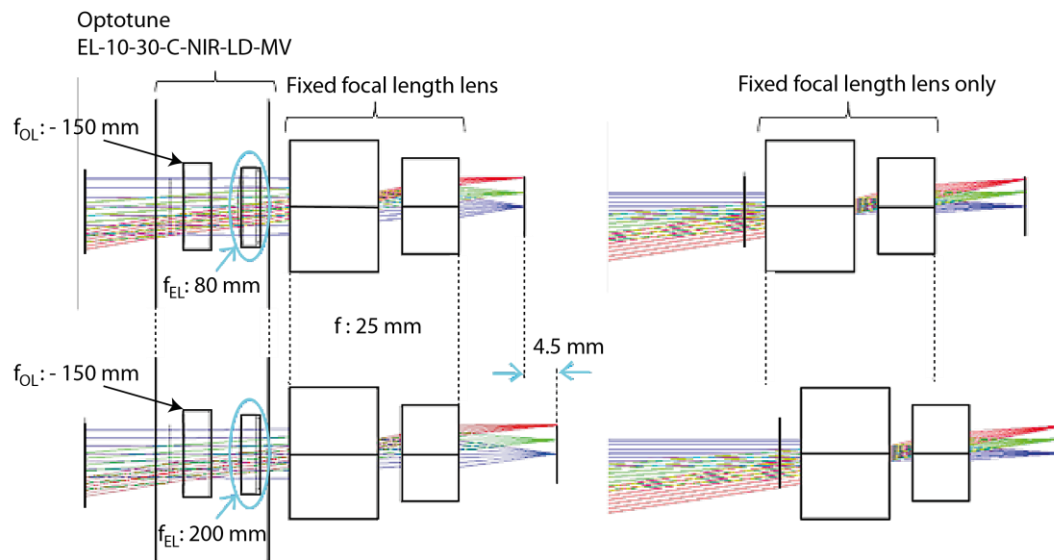 Optotune
EL-10-30-C-NIR-LD-MV
Fixed focal length lens
Fixed focal length lens only
fOL: - 150 mm
fEL: 80 mm
f : 25 mm
4.5 mm
fOL: - 150 mm
fEL: 200 mm